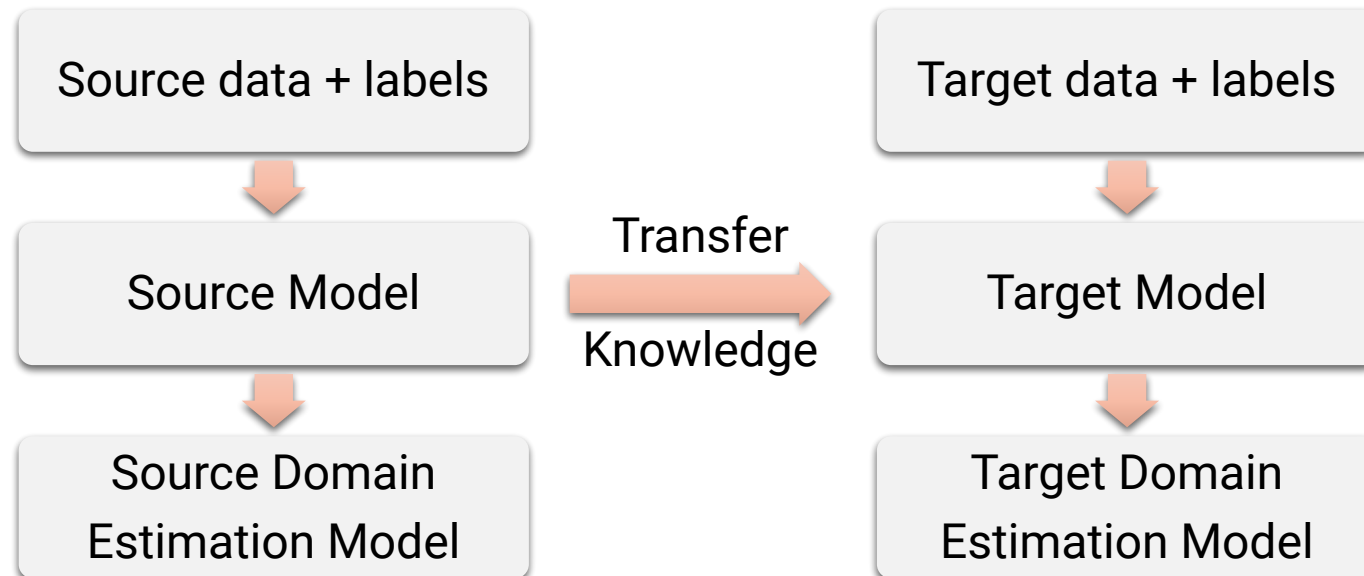 Source data + labels
Target data + labels
Source Model
Transfer
Knowledge
Target Model
Source Domain
Estimation Model
Target Domain
Estimation Model